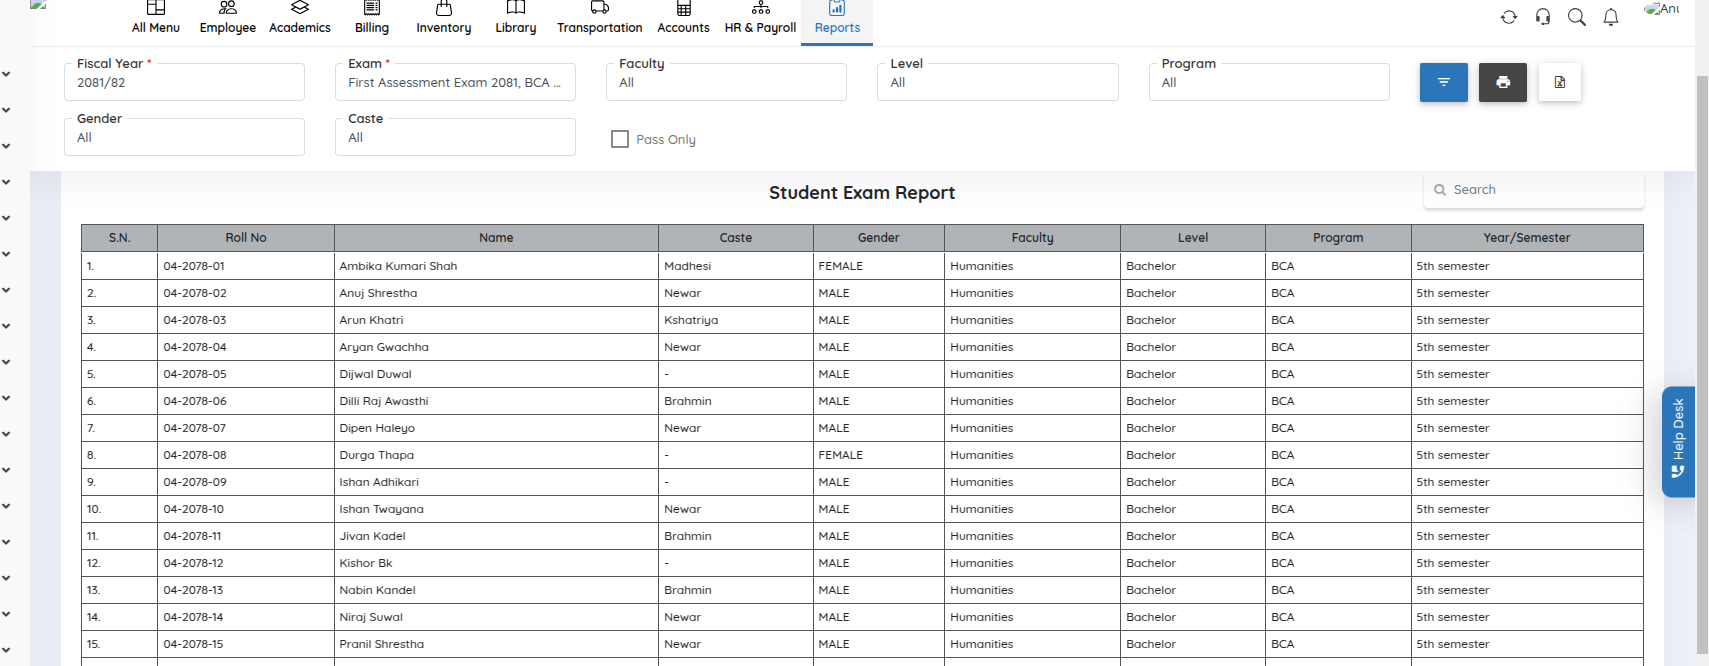 All Menu Employee Academics Billing Inventory Library Transportation Accounts HR & Payroll Reports
Fiscal Year * Exam * Faculty Level Program
2081/82 First Assessment Exam 2081, BCA ... All All All
Gender Caste
All All Pass Only
Student Exam Report Search
S.N. Roll No Name Caste Gender Faculty Level Program Year/Semester
1. 04-2078-01 Ambika Kumari Shah Madhesi FEMALE Humanities Bachelor BCA 5th semester
2. 04-2078-02 Anuj Shrestha Newar MALE Humanities Bachelor BCA 5th semester
3. 04-2078-03 Arun Khatri Kshatriya MALE Humanities Bachelor BCA 5th semester
4. 04-2078-04 Aryan Gwachha Newar MALE Humanities Bachelor BCA 5th semester
5. 04-2078-05 Dijwal Duwal - MALE Humanities Bachelor BCA 5th semester
6. 04-2078-06 Dilli Raj Awasthi Brahmin MALE Humanities Bachelor BCA 5th semester
7. 04-2078-07 Dipen Haleyo Newar MALE Humanities Bachelor BCA 5th semester
8. 04-2078-08 Durga Thapa - FEMALE Humanities Bachelor BCA 5th semester
9. 04-2078-09 Ishan Adhikari - MALE Humanities Bachelor BCA 5th semester
10. 04-2078-10 Ishan Twayana Newar MALE Humanities Bachelor BCA 5th semester
11. 04-2078-11 Jivan Kadel Brahmin MALE Humanities Bachelor BCA 5th semester
12. 04-2078-12 Kishor Bk - MALE Humanities Bachelor BCA 5th semester
13. 04-2078-13 Nabin Kandel Brahmin MALE Humanities Bachelor BCA 5th semester
14. 04-2078-14 Niraj Suwal Newar MALE Humanities Bachelor BCA 5th semester
15. 04-2078-15 Pranil Shrestha Newar MALE Humanities Bachelor BCA 5th semester
Help Desk